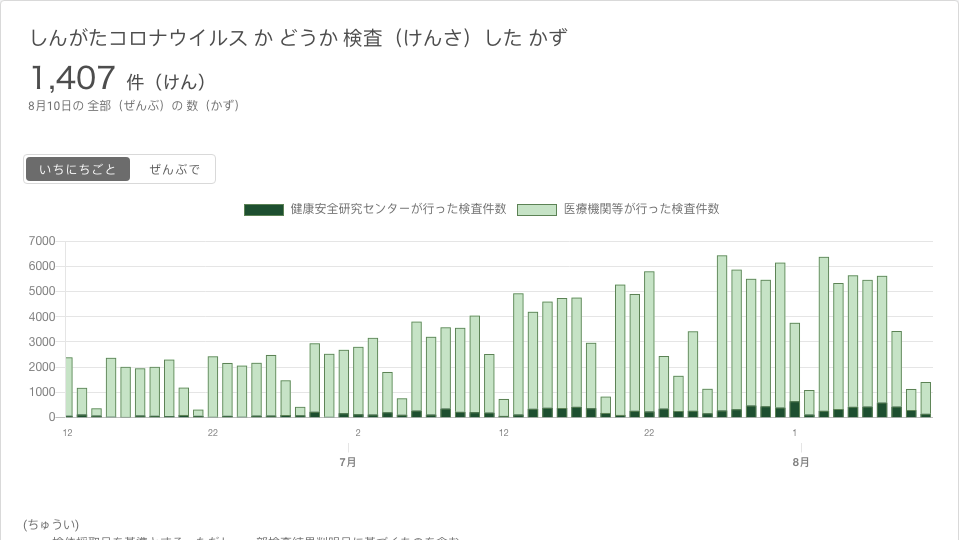 しんがたコロナウイルス か どうか 検査（けんさ）した かず
1,407 件（けん）
8月10日の 全部（ぜんぶ）の 数（かず）
いちにちごと ぜんぶで
健康安全研究センターが行った検査件数 医療機関等が行った検査件数
7000
6000
5000
4000
3000
2000
1000
0
12 22 2 12 22 1
7月 8月
(ちゅうい)